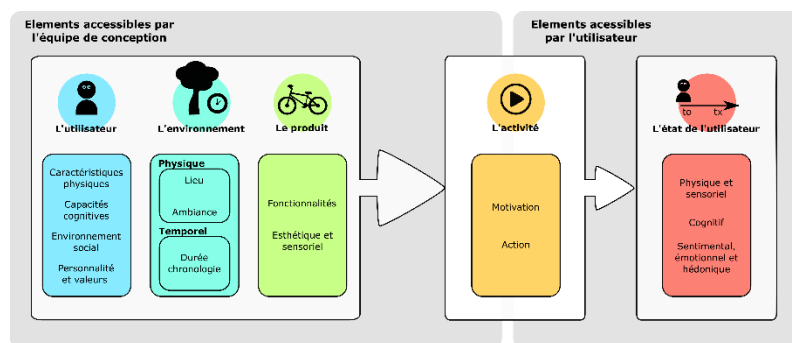 Elements accessibles par
l'équipe de conception
Elements acessibles
par l'utilisateur
L'utilisateur
L'environnement
Le produit
L'activité
to
tx
L'état de l'utilisateur
Caractéristiques
physiques
Capacités
cognitives
Environnement
social
Personnalité
et valeurs
Physique
Lieu
Ambiance
Temporel
Durée
chronologie
Fonctionnalités
Esthétique et
sensoriel
Motivation
Action
Physique et
sensoriel
Cognitif
Sentimental,
émotionnel et
hédonique